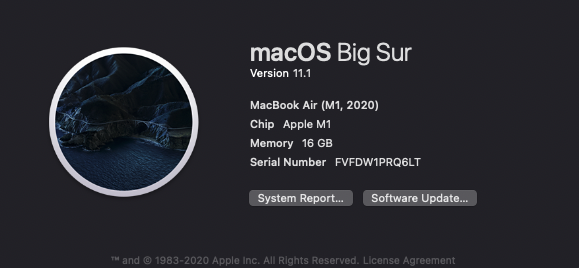 macOS Big Sur
Version 11.1
MacBook Air (M1, 2020)
Chip Apple M1
Memory 16 GB
Serial Number FVFDW1PRQ6LT
System Report... Software Update...
™ and © 1983-2020 Apple Inc. All Rights Reserved. License Agreement